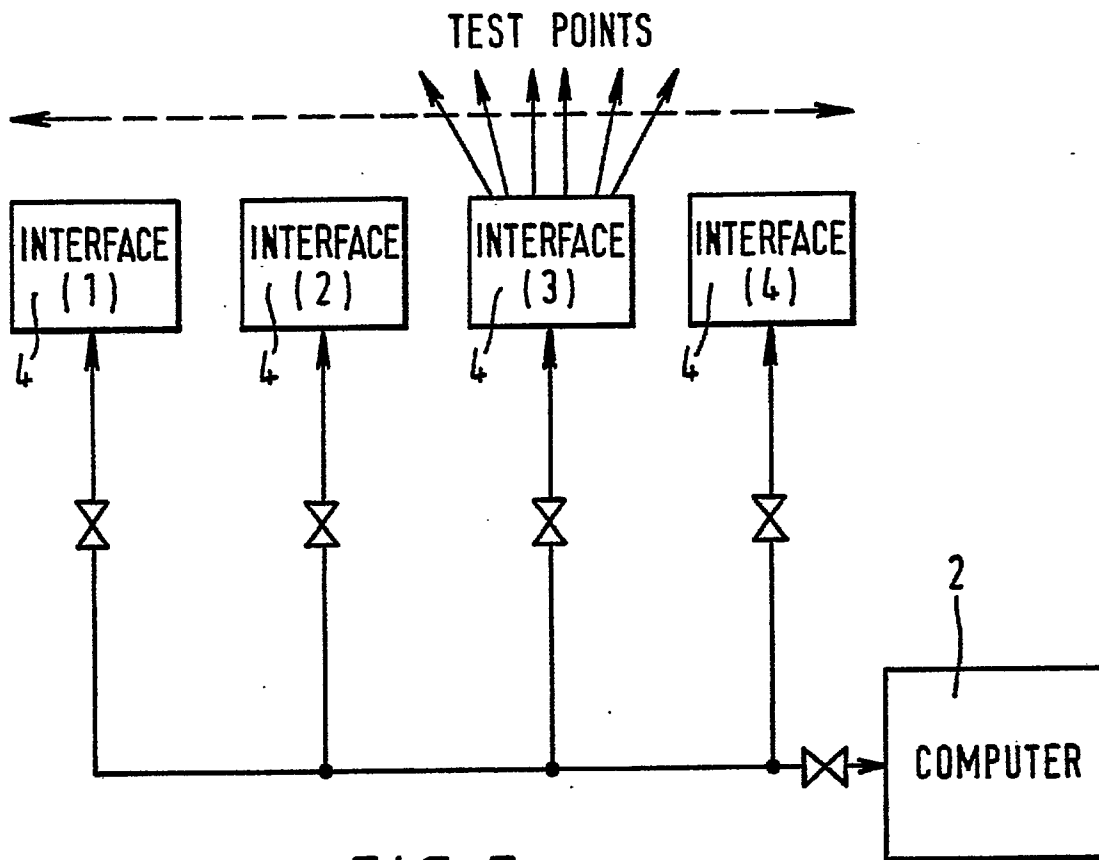 TEST POINTS
INTERFACE
(1)
INTERFACE
(2)
INTERFACE
(3)
INTERFACE
(4)
4
4
4
4
2
COMPUTER